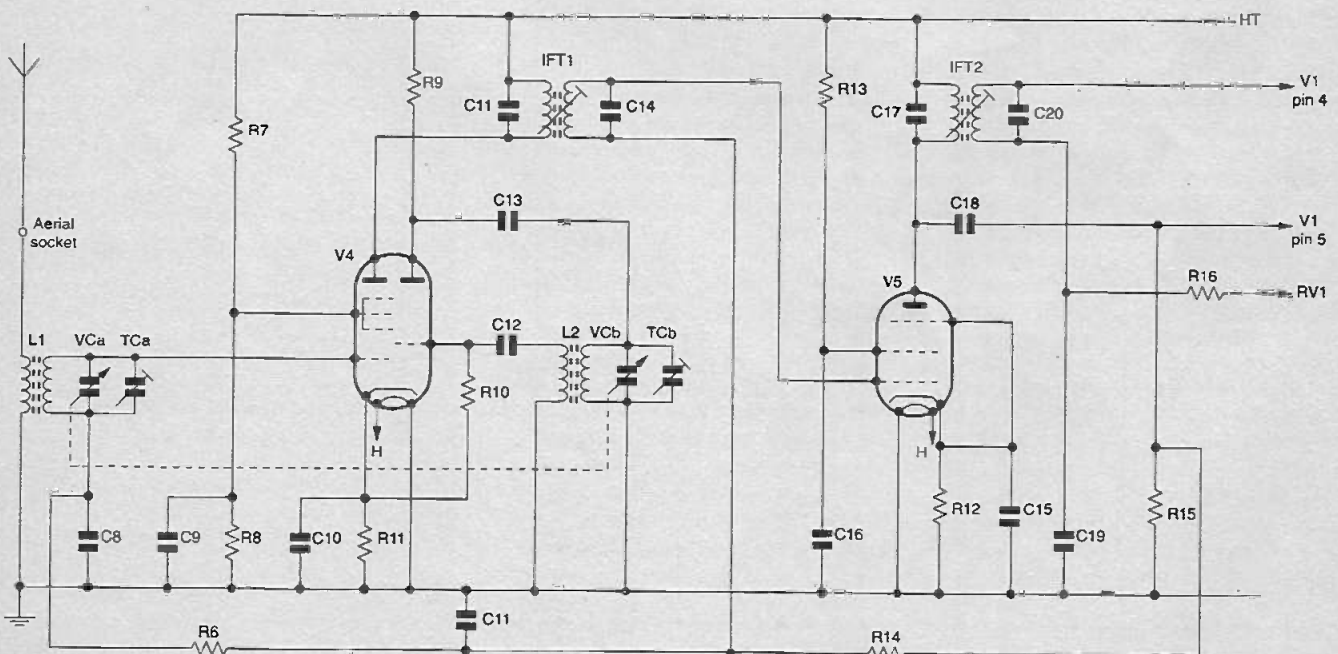 HT
IFT1
IFT2
R9
R13
V1
pin 4
C11
C14
C17
C20
R7
Aerial
socket
C13
C18
V1
pin 5
V4
V5
R16
RV1
L1
VCa
TCa
C12
L2
VCb
TCb
R10
H
H
C8
C9
R8
C10
R11
C16
R12
C15
C19
R15
C11
R6
R14